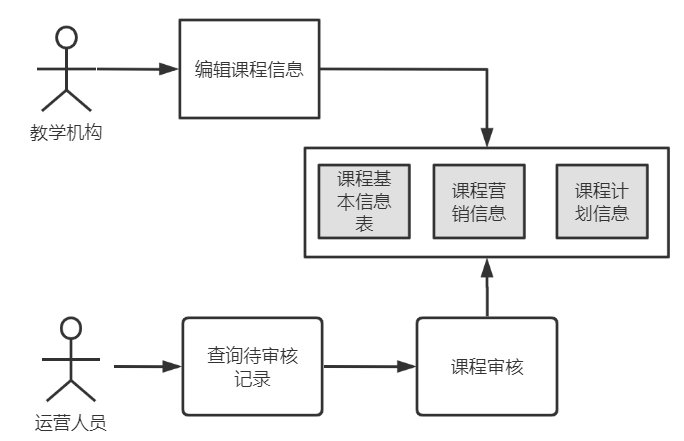 编辑课程信息
教学机构
课程基
本信息
表
课程营
销信息
课程计
划信息
查询待审核
记录
课程审核
运营人员